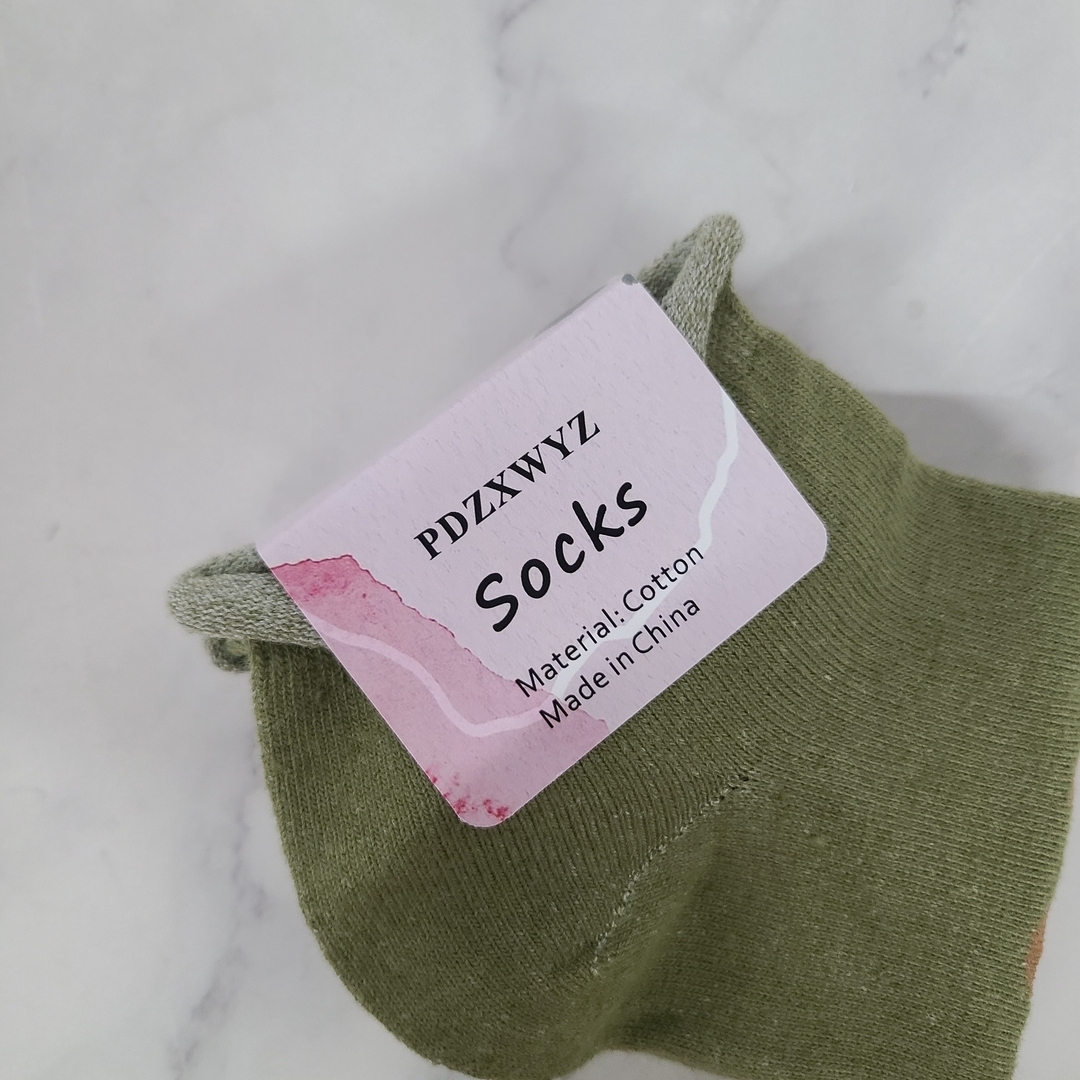 PDZXWYZ
Socks
Material: Cotton
Made in China